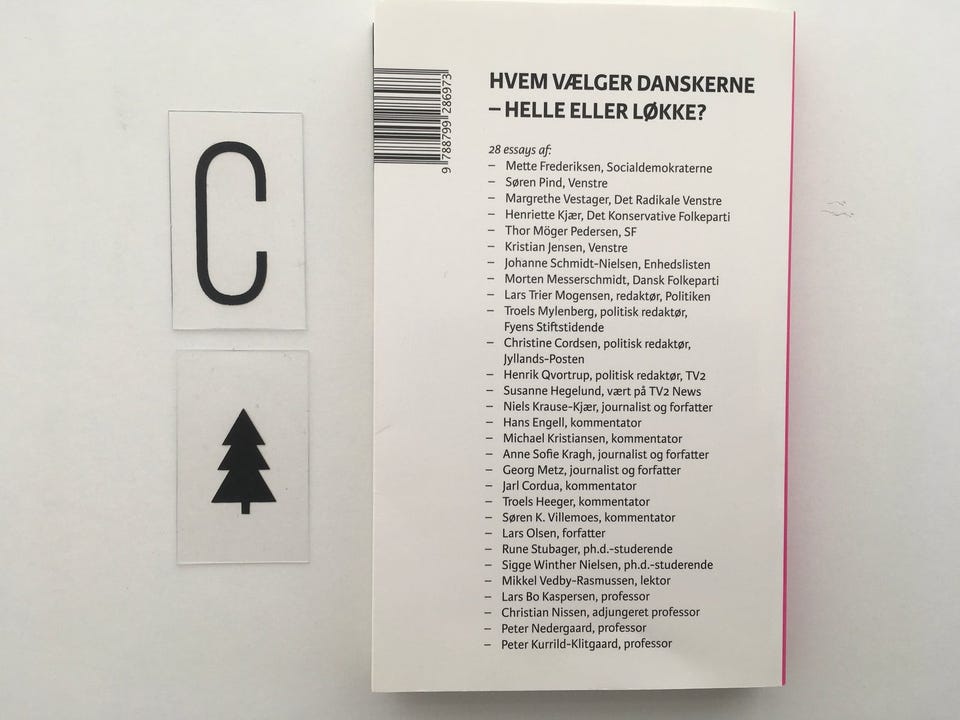 C
9 788799 286973
HVEM VÆLGER DANSKERNE
– HELLE ELLER LØKKE?
28 essays af:
– Mette Frederiksen, Socialdemokraterne
– Søren Pind, Venstre
– Margrethe Vestager, Det Radikale Venstre
– Henriette Kjær, Det Konservative Folkeparti
– Thor Möger Pedersen, SF
– Kristian Jensen, Venstre
– Johanne Schmidt-Nielsen, Enhedslisten
– Morten Messerschmidt, Dansk Folkeparti
– Lars Trier Mogensen, redaktør, Politiken
– Troels Mylenberg, politisk redaktør,
Fyens Stiftstidende
– Christine Cordsen, politisk redaktør,
Jyllands-Posten
– Henrik Qvortrup, politisk redaktør, TV2
– Susanne Hegelund, vært på TV2 News
– Niels Krause-Kjær, journalist og forfatter
– Hans Engell, kommentator
– Michael Kristiansen, kommentator
– Anne Sofie Kragh, journalist og forfatter
– Georg Metz, journalist og forfatter
– Jarl Cordua, kommentator
– Troels Heeger, kommentator
– Søren K. Villemoes, kommentator
– Lars Olsen, forfatter
– Rune Stubager, ph.d.-studerende
– Sigge Winther Nielsen, ph.d.-studerende
– Mikkel Vedby-Rasmussen, lektor
– Lars Bo Kaspersen, professor
– Christian Nissen, adjungeret professor
– Peter Nedergaard, professor
– Peter Kurrild-Klitgaard, professor